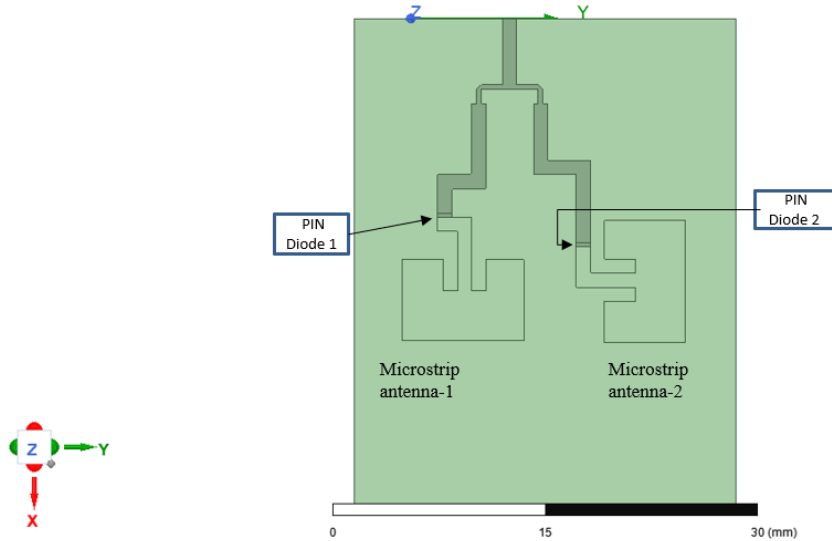 Z
Y
PIN
Diode 1
PIN
Diode 2
Microstrip
antenna-1
Microstrip
antenna-2
Z
Y
X
0
15
30 (mm)